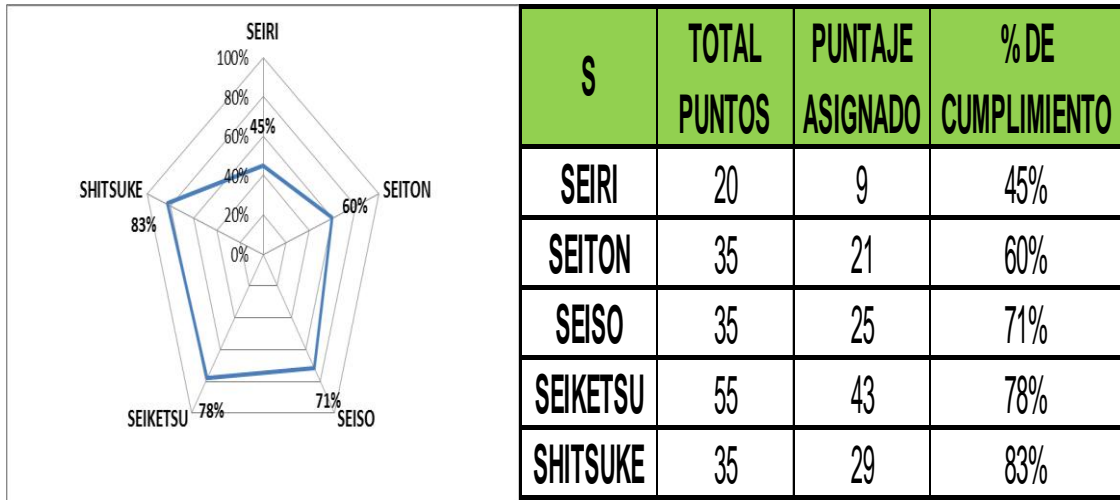 SEIRI
100%
80%
60% 45%
40%
20%
0%
SHITSUKE
83%
SEITON
60%
SEIKETSU 78%
71% SEISO
S TOTAL PUNTOS PUNTAJE ASIGNADO % DE CUMPLIMIENTO
SEIRI 20 9 45%
SEITON 35 21 60%
SEISO 35 25 71%
SEIKETSU 55 43 78%
SHITSUKE 35 29 83%